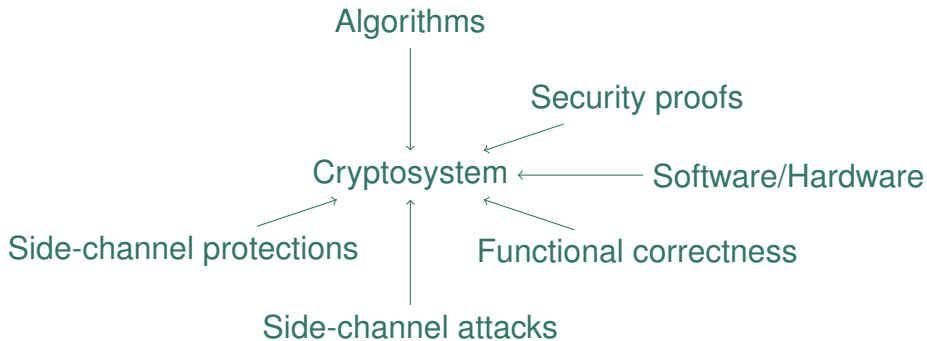 Algorithms
Security proofs
Cryptosystem
Software/Hardware
Side-channel protections
Functional correctness
Side-channel attacks